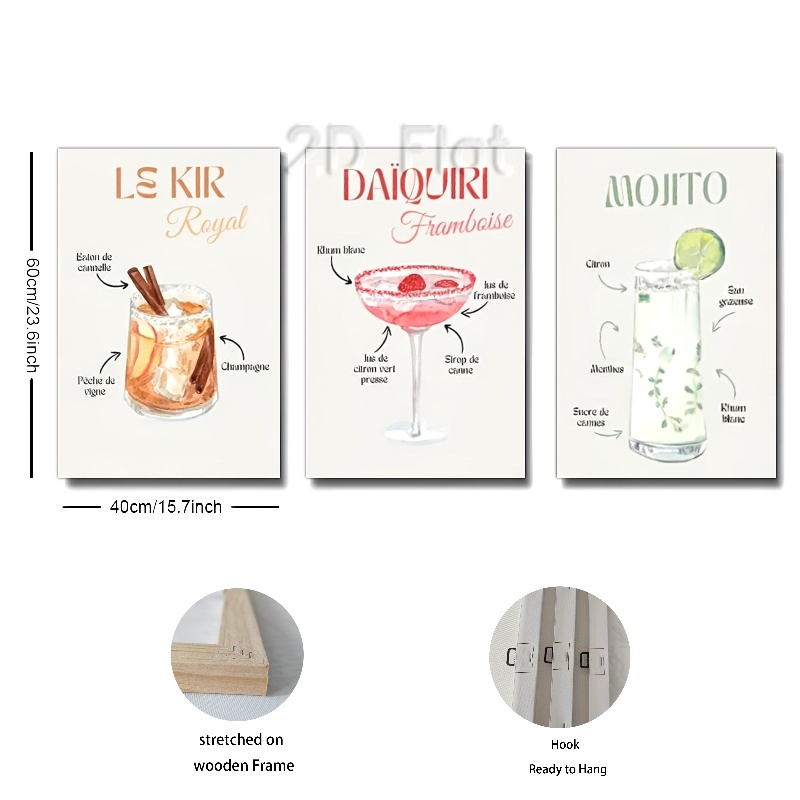 2D Flat
LE KIR
Royal
Baton de
cannelle
Pêche de
vigne
Champagne
DAÏQUIRI
Framboise
Rhum blanc
Jus de
framboise
Jus de
citron vert
pressé
Sirop de
canne
MOJITO
Citron
Eau
gazeuse
Menthes
Sucre de
cannes
Rhum
blanc
60cm/23.6inch
40cm/15.7inch
stretched on
wooden Frame
Hook
Ready to Hang